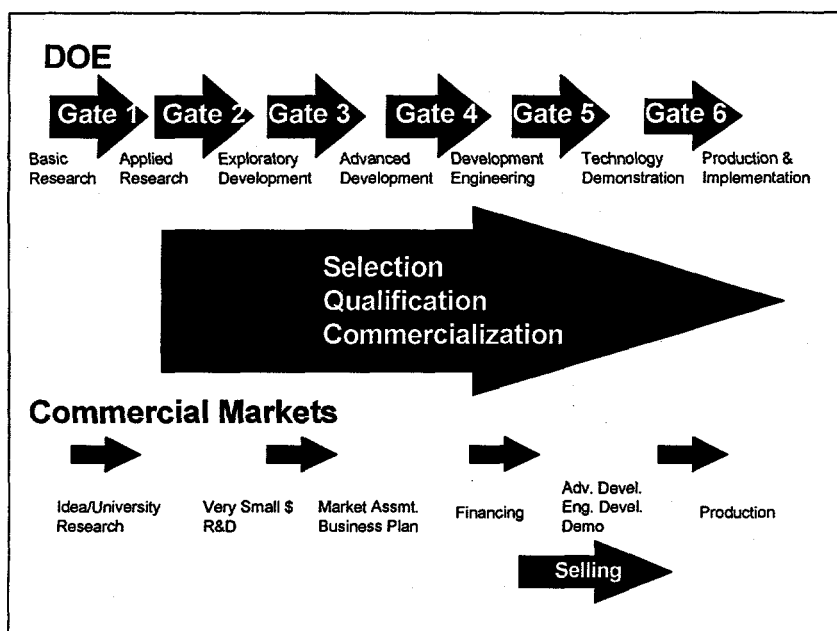 DOE
Gate 1 Gate 2 Gate 3 Gate 4 Gate 5 Gate 6
Basic
Research
Applied
Research
Exploratory
Development
Advanced
Development
Development
Engineering
Technology
Demonstration
Production &
Implementation
Selection
Qualification
Commercialization
Commercial Markets
Idea/University
Research
Very Small $
R&D
Market Assmt.
Business Plan
Financing
Adv. Devel.
Eng. Devel.
Demo
Production
Selling